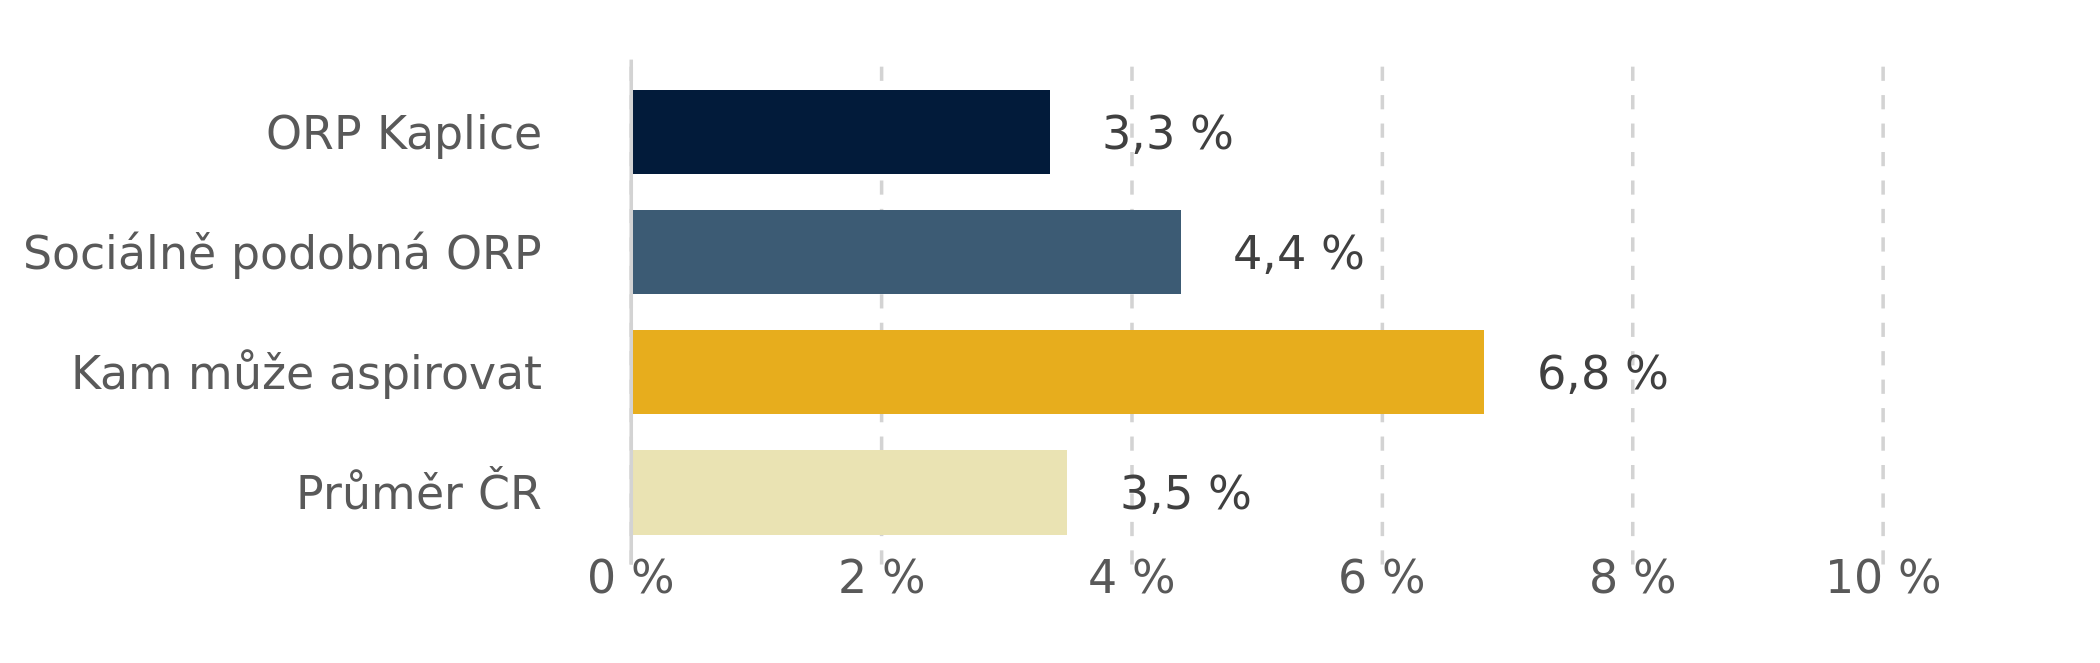 ORP Kaplice 3,3 %
Sociálně podobná ORP 4,4 %
Kam může aspirovat 6,8 %
Průměr ČR 3,5 %
0 % 2 % 4 % 6 % 8 % 10 %